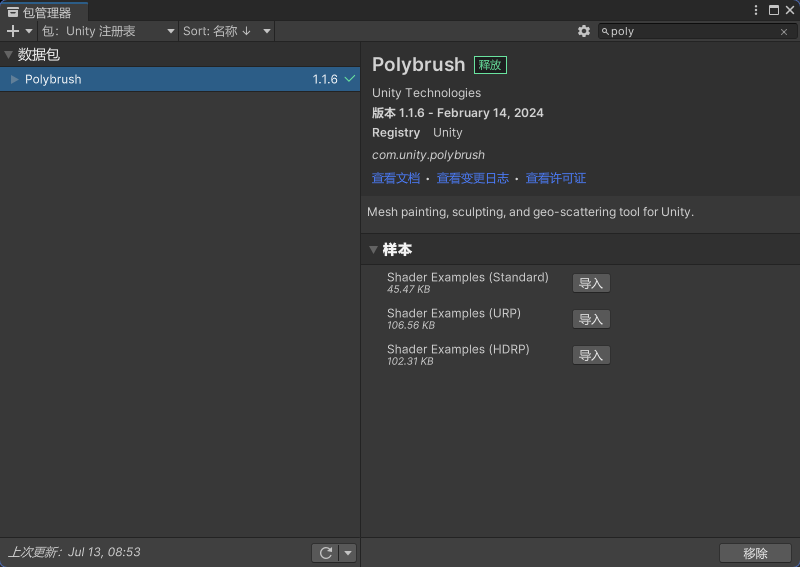 包管理器
包: Unity 注册表
Sort: 名称 ↓
poly
数据包
Polybrush 1.1.6
Polybrush 释放
Unity Technologies
版本 1.1.6 - February 14, 2024
Registry Unity
com.unity.polybrush
查看文档 • 查看变更日志 • 查看许可证
Mesh painting, sculpting, and geo-scattering tool for Unity.
样本
Shader Examples (Standard) 导入
45.47 KB
Shader Examples (URP) 导入
106.56 KB
Shader Examples (HDRP) 导入
102.31 KB
上次更新: Jul 13, 08:53
移除